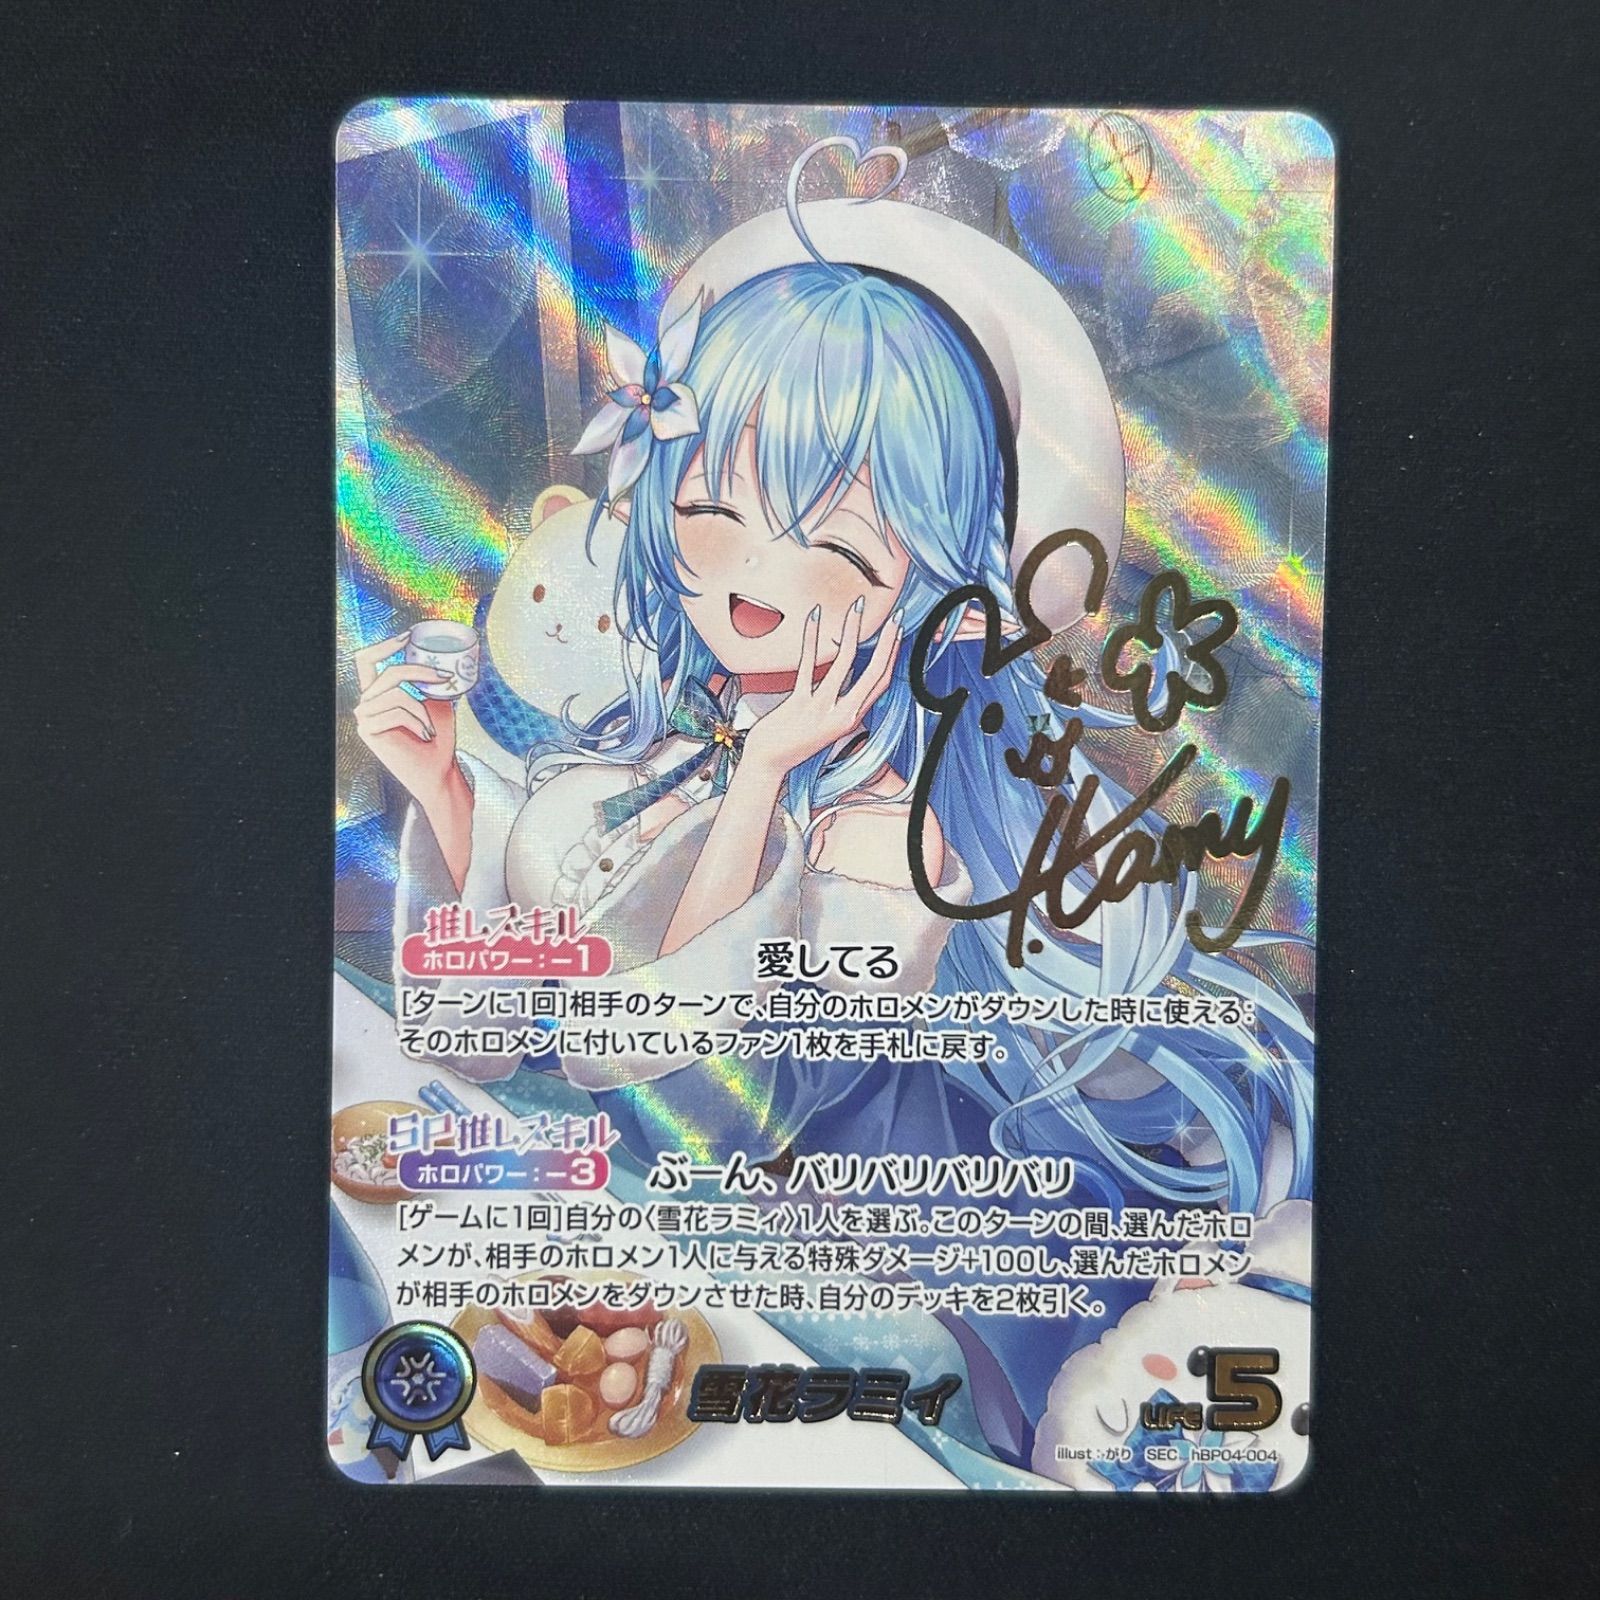 Lamy
推しスキル
ホロパワー:-1
愛してる
[ターンに1回]相手のターンで、自分のホロメンがダウンした時に使える:
そのホロメンに付いているファン1枚を手札に戻す。
SP推しスキル
ホロパワー:-3
ぶーん、バリバリバリバリ
[ゲームに1回]自分の〈雪花ラミィ〉1人を選ぶ。このターンの間、選んだホロ
メンが、相手のホロメン1人に与える特殊ダメージ+100し、選んだホロメン
が相手のホロメンをダウンさせた時、自分のデッキを2枚引く。
雪花ラミィ
LIFE 5
illust:がり SEC hBP04-004